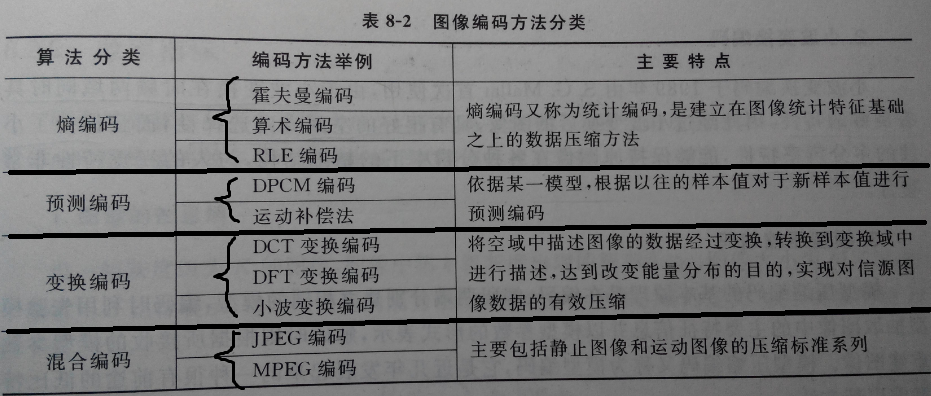 表 8-2 图像编码方法分类
算法分类 编码方法举例 主要特点
熵编码
霍夫曼编码
算术编码
RLE 编码
熵编码又称为统计编码,是建立在图像统计特征基础
之上的数据压缩方法
预测编码
DPCM 编码
运动补偿法
依据某一模型,根据以往的样本值对于新样本值进行
预测编码
变换编码
DCT 变换编码
DFT 变换编码
小波变换编码
将空域中描述图像的数据经过变换,转换到变换域中
进行描述,达到改变能量分布的目的,实现对信源图
像数据的有效压缩
混合编码
JPEG 编码
MPEG 编码
主要包括静止图像和运动图像的压缩标准系列